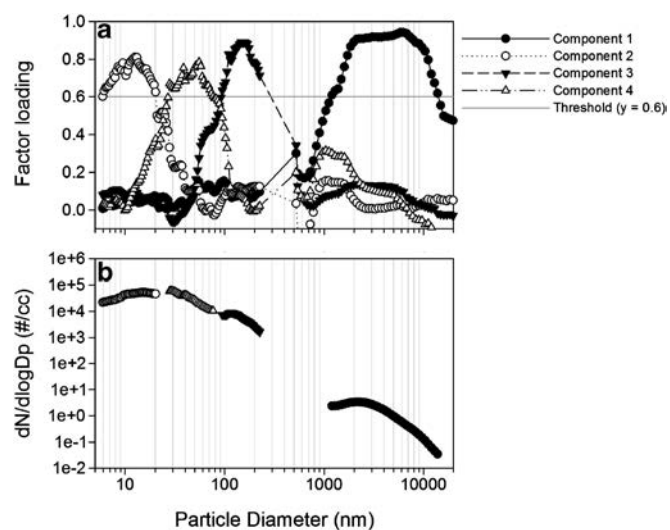 a
Factor loading
1.0
0.8
0.6
0.4
0.2
0.0
Component 1
Component 2
Component 3
Component 4
Threshold (y = 0.6)
b
dN/dlogDp (#/cc)
1e+6
1e+5
1e+4
1e+3
1e+2
1e+1
1e+0
1e-1
1e-2
10 100 1000 10000
Particle Diameter (nm)